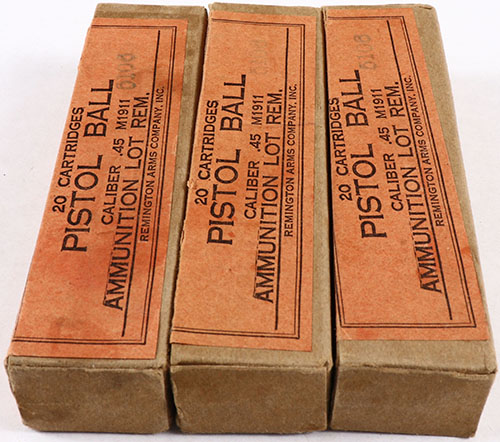 20 CARTRIDGES
PISTOL BALL
CALIBER .45 M1911
AMMUNITION LOT REM.
REMINGTON ARMS COMPANY, INC.
20 CARTRIDGES
PISTOL BALL
CALIBER .45 M1911
AMMUNITION LOT REM.
REMINGTON ARMS COMPANY, INC.
20 CARTRIDGES
PISTOL BALL
CALIBER .45 M1911
AMMUNITION LOT REM.
REMINGTON ARMS COMPANY, INC.